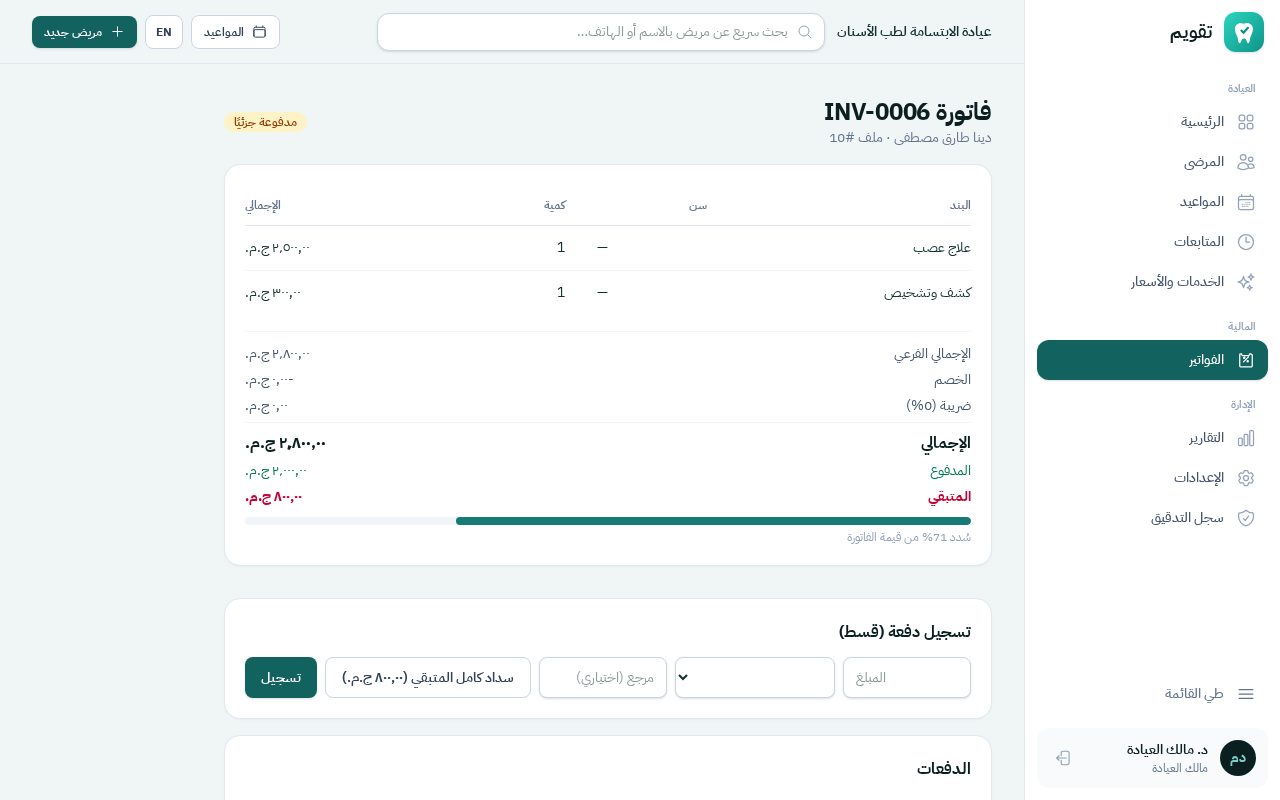 تقويم
العيادة
الرئيسية
المرضى
المواعيد
المتابعات
الخدمات والأسعار
المالية
الفواتير
الإدارة
التقارير
الإعدادات
سجل التدقيق
طي القائمة
دم
د. مالك العيادة
مالك العيادة
عيادة الابتسامة لطب الأسنان
بحث سريع عن مريض بالاسم أو الهاتف...
المواعيد
EN
مريض جديد
فاتورة INV-0006
مدفوعة جزئيًا
دينا طارق مصطفى · ملف #10
البند سن كمية الإجمالي
علاج عصب — 1 ٢٬٥٠٠٫٠٠ ج.م.
كشف وتشخيص — 1 ٣٠٠٫٠٠ ج.م.
الإجمالي الفرعي ٢٬٨٠٠٫٠٠ ج.م.
الخصم -٠٫٠٠ ج.م.
ضريبة (0%) ٠٫٠٠ ج.م.
الإجمالي ٢٬٨٠٠٫٠٠ ج.م.
المدفوع ٢٬٠٠٠٫٠٠ ج.م.
المتبقي ٨٠٠٫٠٠ ج.م.
سُدد 71% من قيمة الفاتورة
تسجيل دفعة (قسط)
المبلغ
مرجع (اختياري)
سداد كامل المتبقي (٨٠٠٫٠٠ ج.م.)
تسجيل
الدفعات